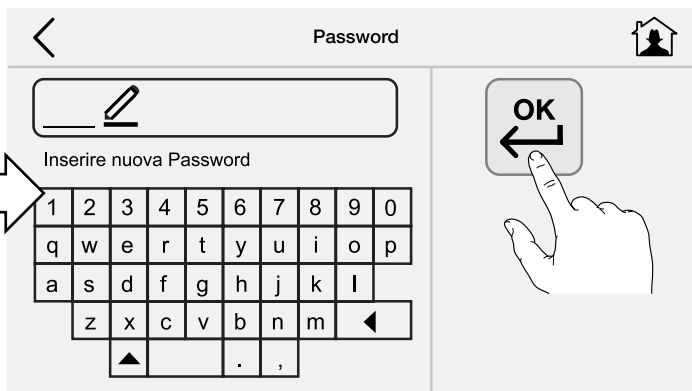 Password
OK
Inserire nuova Password
1 2 3 4 5 6 7 8 9 0
q w e r t y u i o p
a s d f g h j k l
z x c v b n m
. ,